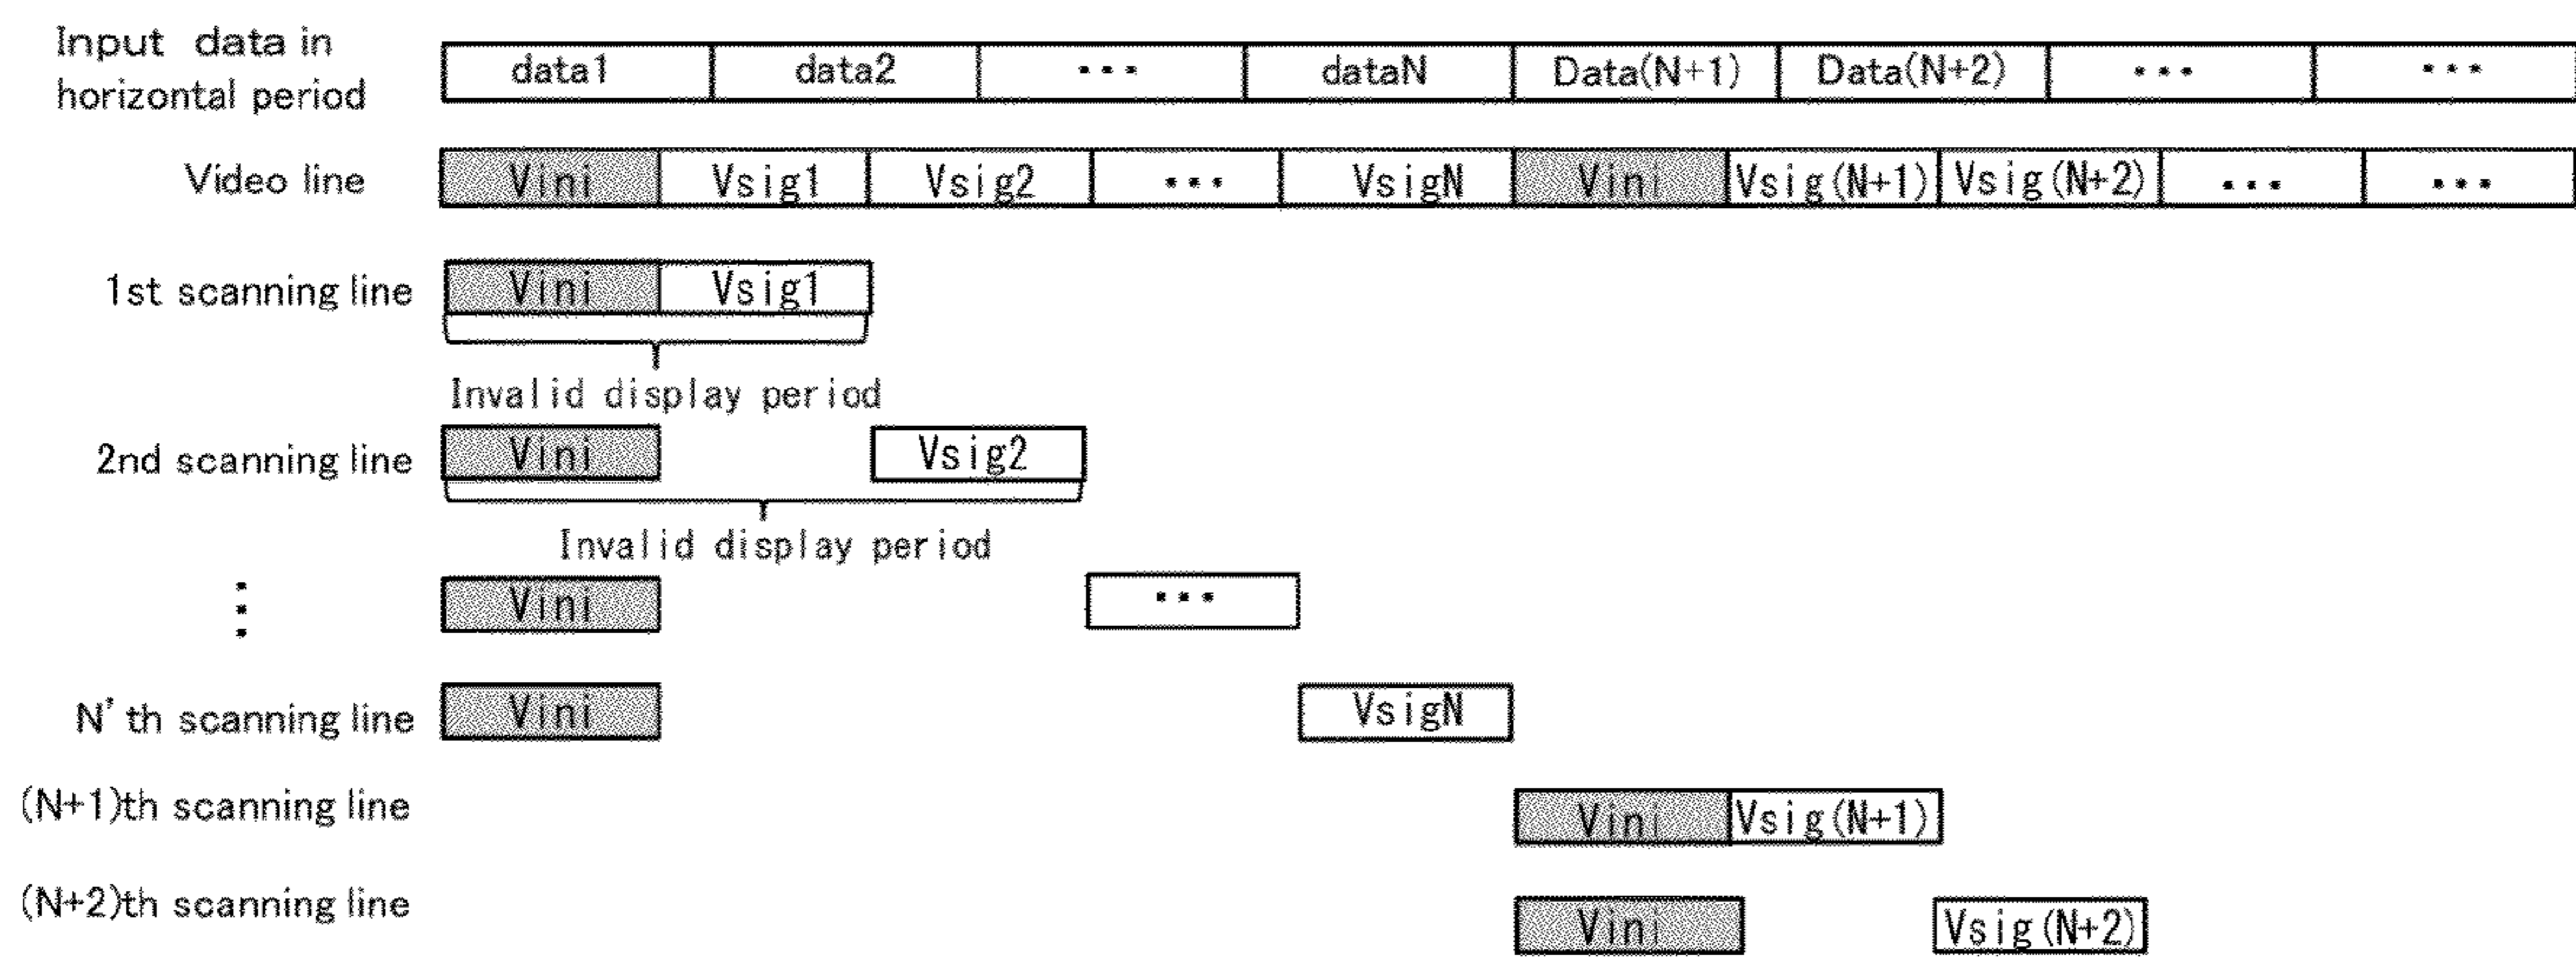 Input data in
horizontal period
data1 data2 ··· dataN Data(N+1) Data(N+2) ··· ···
Video line Vini Vsig1 Vsig2 ··· VsigN Vini Vsig(N+1) Vsig(N+2) ··· ···
1st scanning line Vini Vsig1
Invalid display period
2nd scanning line Vini Vsig2
Invalid display period
⋮ Vini ···
N'th scanning line Vini VsigN
(N+1)th scanning line Vini Vsig(N+1)
(N+2)th scanning line Vini Vsig(N+2)